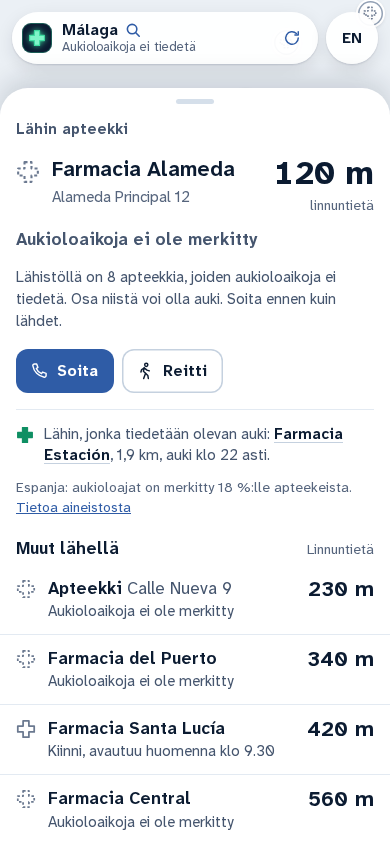 Málaga
Aukioloaikoja ei tiedetä
EN
Lähin apteekki
Farmacia Alameda
120 m
Alameda Principal 12
linnuntietä
Aukioloaikoja ei ole merkitty
Lähistöllä on 8 apteekkia, joiden aukioloaikoja ei
tiedetä. Osa niistä voi olla auki. Soita ennen kuin
lähdet.
Soita
Reitti
Lähin, jonka tiedetään olevan auki: Farmacia
Estación, 1,9 km, auki klo 22 asti.
Espanja: aukioloajat on merkitty 18 %:lle apteekeista.
Tietoa aineistosta
Muut lähellä
Linnuntietä
Apteekki Calle Nueva 9
230 m
Aukioloaikoja ei ole merkitty
Farmacia del Puerto
340 m
Aukioloaikoja ei ole merkitty
Farmacia Santa Lucía
420 m
Kiinni, avautuu huomenna klo 9.30
Farmacia Central
560 m
Aukioloaikoja ei ole merkitty